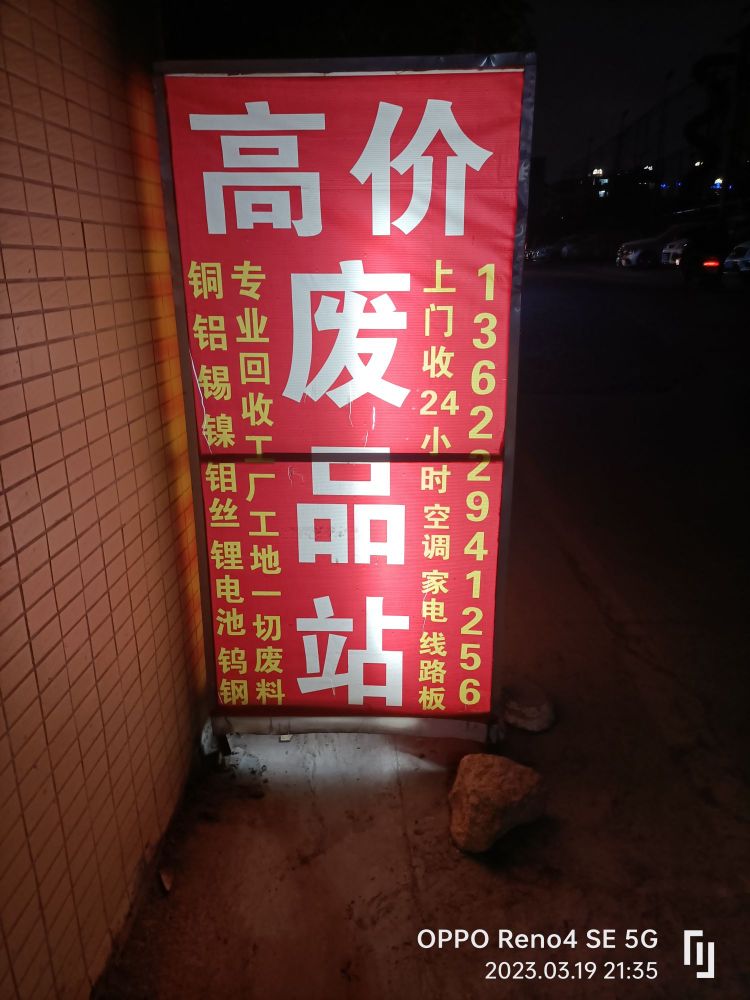 高价
废品站
13622941256
上门收24小时空调家电线路板
专业回收工厂工地一切废料
铜铝锡镍钼丝锂电池钨钢
OPPO Reno4 SE 5G
2023.03.19 21:35